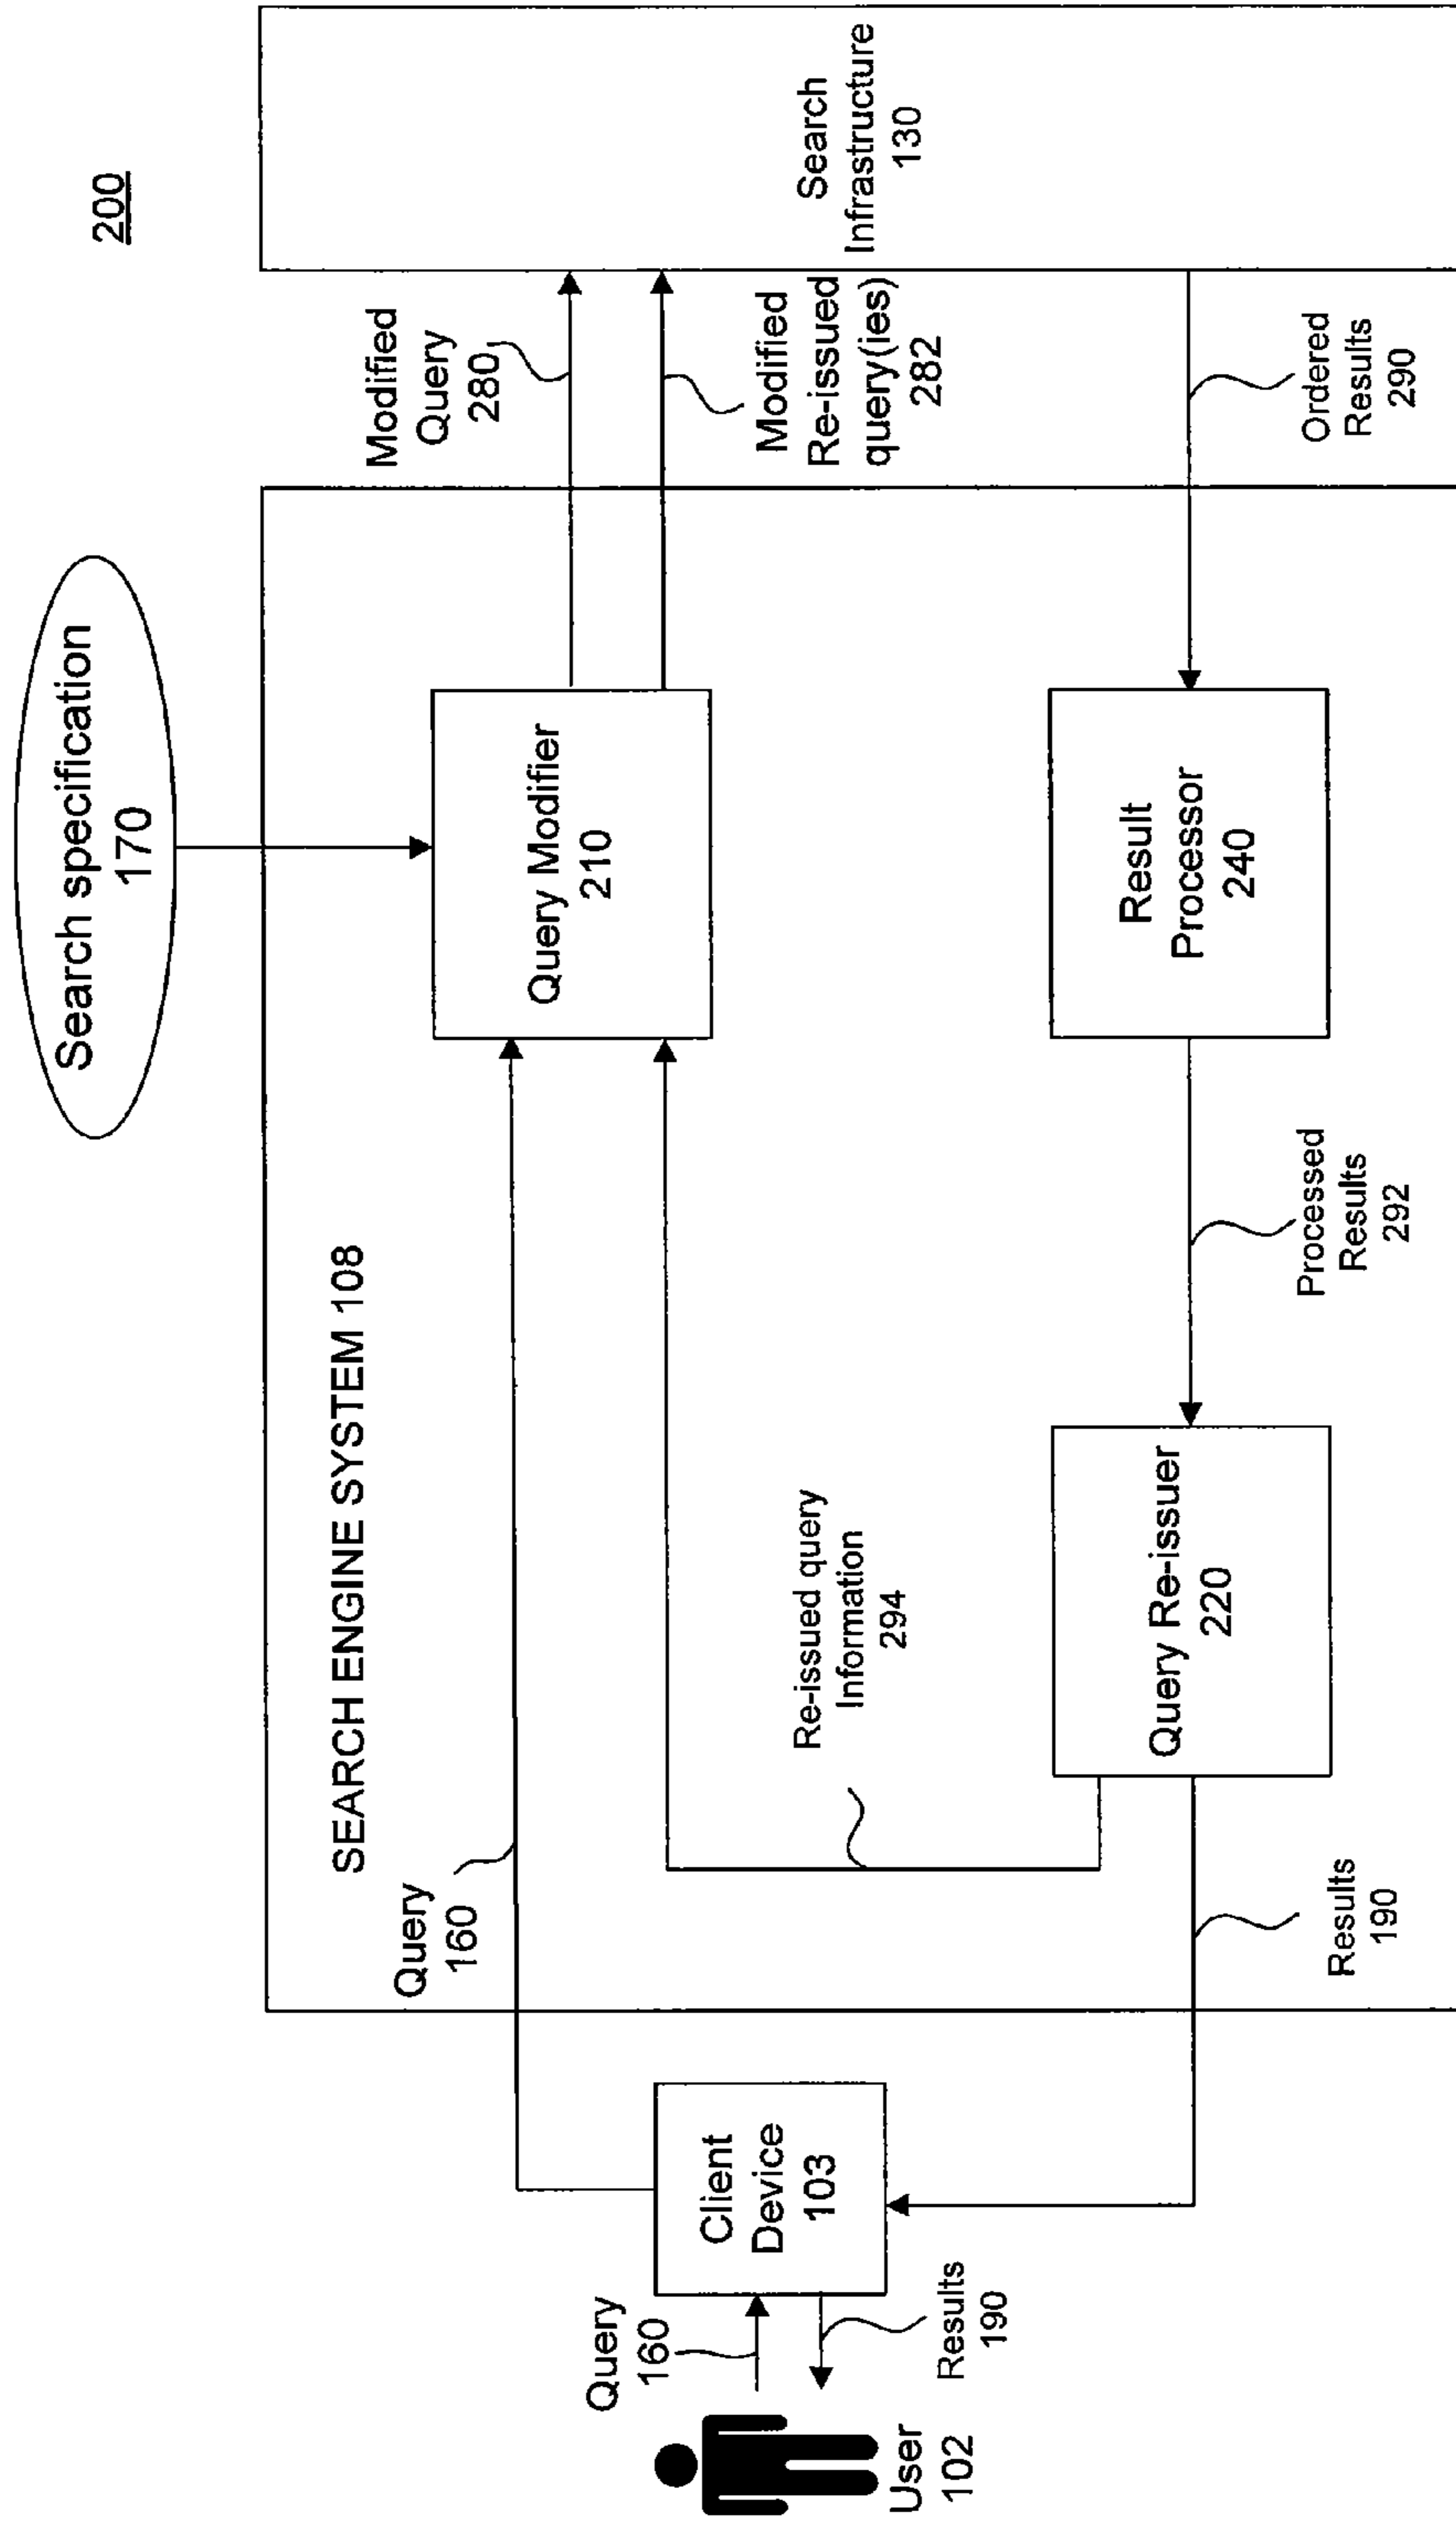 200
Search specification
170
SEARCH ENGINE SYSTEM 108
Query
160
Query
160
User
102
Results
190
Client
Device
103
Query Modifier
210
Modified
Query
280
Modified
Re-issued
query(ies)
282
Search
Infrastructure
130
Re-issued query
Information
294
Results
190
Query Re-issuer
220
Processed
Results
292
Result
Processor
240
Ordered
Results
290